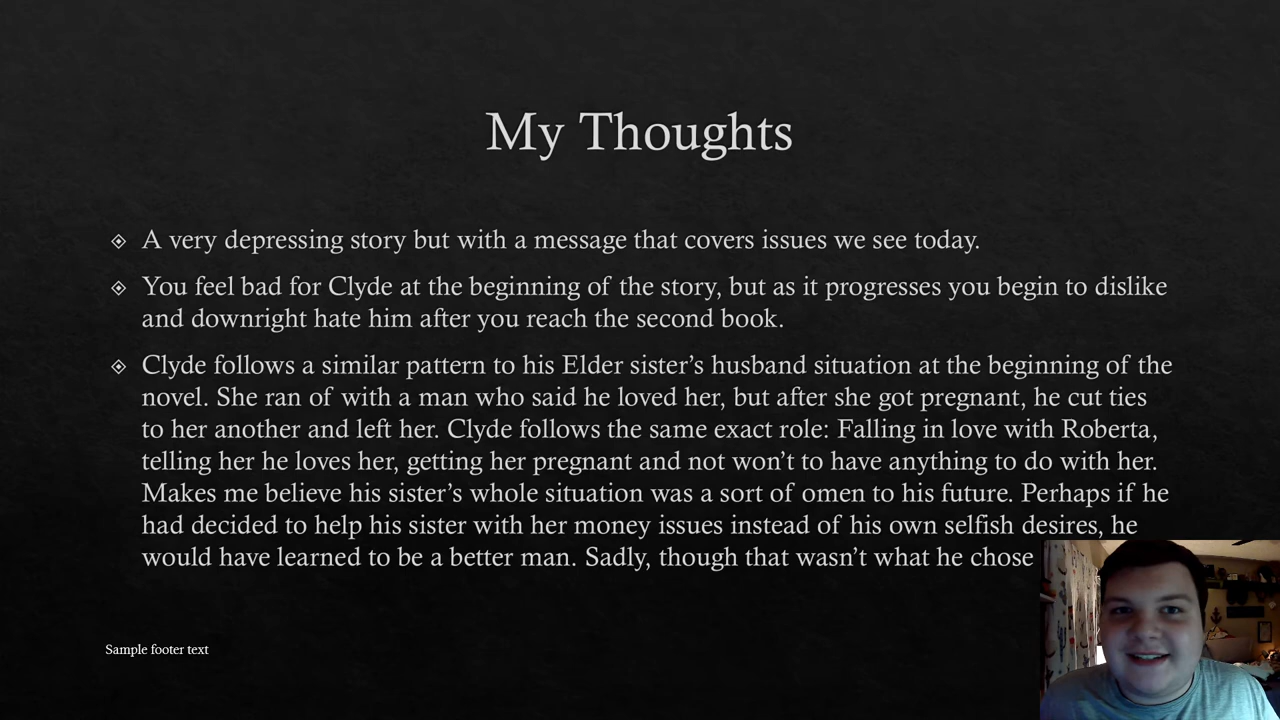 My Thoughts
A very depressing story but with a message that covers issues we see today.
You feel bad for Clyde at the beginning of the story, but as it progresses you begin to dislike
and downright hate him after you reach the second book.
Clyde follows a similar pattern to his Elder sister’s husband situation at the beginning of the
novel. She ran of with a man who said he loved her, but after she got pregnant, he cut ties
to her another and left her. Clyde follows the same exact role: Falling in love with Roberta,
telling her he loves her, getting her pregnant and not won’t to have anything to do with her.
Makes me believe his sister’s whole situation was a sort of omen to his future. Perhaps if he
had decided to help his sister with her money issues instead of his own selfish desires, he
would have learned to be a better man. Sadly, though that wasn’t what he chose
Sample footer text